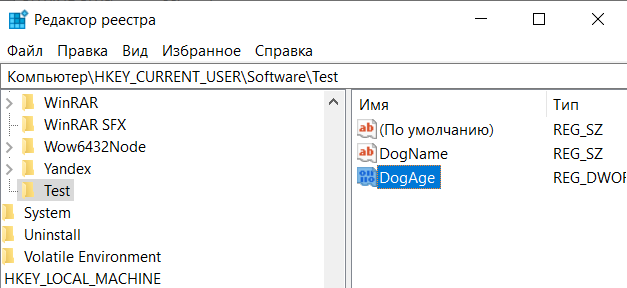 Редактор реестра
Файл Правка Вид Избранное Справка
Компьютер\HKEY_CURRENT_USER\Software\Test
WinRAR
WinRAR SFX
Wow6432Node
Yandex
Test
System
Uninstall
Volatile Environment
HKEY_LOCAL_MACHINE
Имя Тип
(По умолчанию) REG_SZ
DogName REG_SZ
DogAge REG_DWOR